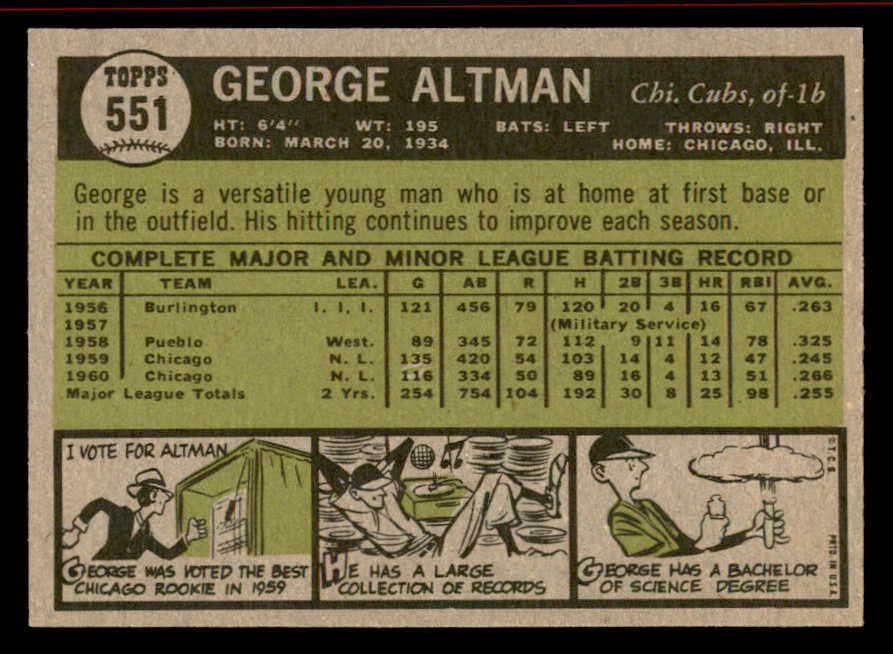 TOPPS
551
GEORGE ALTMAN Chi. Cubs, of-1b
HT: 6'4" WT: 195 BATS: LEFT THROWS: RIGHT
BORN: MARCH 20, 1934 HOME: CHICAGO, ILL.
George is a versatile young man who is at home at first base or
in the outfield. His hitting continues to improve each season.
COMPLETE MAJOR AND MINOR LEAGUE BATTING RECORD
YEAR TEAM LEA. G AB R H 2B 3B HR RBI AVG.
1956 Burlington I. I. I. 121 456 79 120 20 4 16 67 .263
1957 (Military Service)
1958 Pueblo West. 89 345 72 112 9 11 14 78 .325
1959 Chicago N. L. 135 420 54 103 14 4 12 47 .245
1960 Chicago N. L. 116 334 50 89 16 4 13 51 .266
Major League Totals 2 Yrs. 254 754 104 192 30 8 25 98 .255
I VOTE FOR ALTMAN
GEORGE WAS VOTED THE BEST
CHICAGO ROOKIE IN 1959
HE HAS A LARGE
COLLECTION OF RECORDS
GEORGE HAS A BACHELOR
OF SCIENCE DEGREE
© T.C.G. PRTD. IN U.S.A.